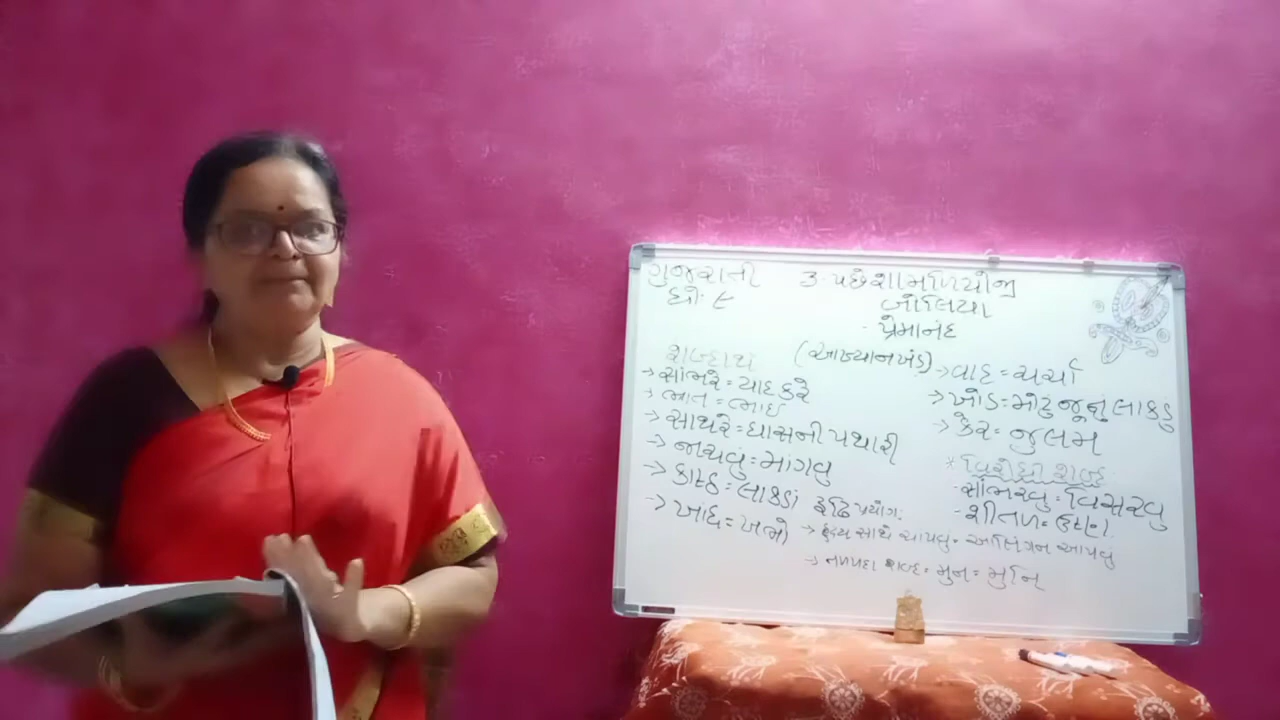 ગુજરાતી
ધો. ૯
૩. પછે શામળિયોજી
બોલિયા
- પ્રેમાનંદ
(આખ્યાનખંડ)
શબ્દાર્થ
→ સાંભરે = યાદ કરે
→ ભ્રાત = ભાઈ
→ સાથરે = ઘાસની પથારી
→ જાચવું = માંગવુ
→ કાષ્ઠ = લાકડાં
→ ખાંધ = ખભો
→ વાદ = ચર્ચા
→ ખોડ = મોટુ જૂનું લાકડું
→ કેર = જુલમ
* વિરોધી શબ્દ
- સાંભરવુ = વિસરવુ
- શીતળ = ઉષ્ણ
રૂઢિ પ્રયોગ
→ હૃદય સાથે ચાપવુ = આલિંગન આપવુ
→ તળપદા શબ્દ = મુન = મુનિ